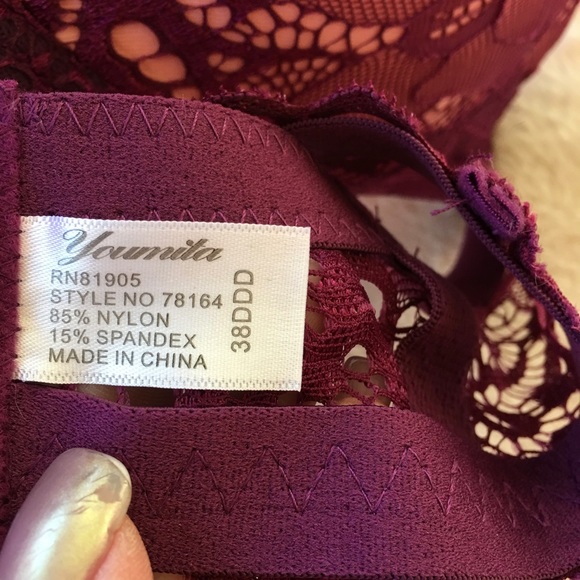 Youmita
RN81905
STYLE NO 78164
85% NYLON
15% SPANDEX
MADE IN CHINA
38DDD